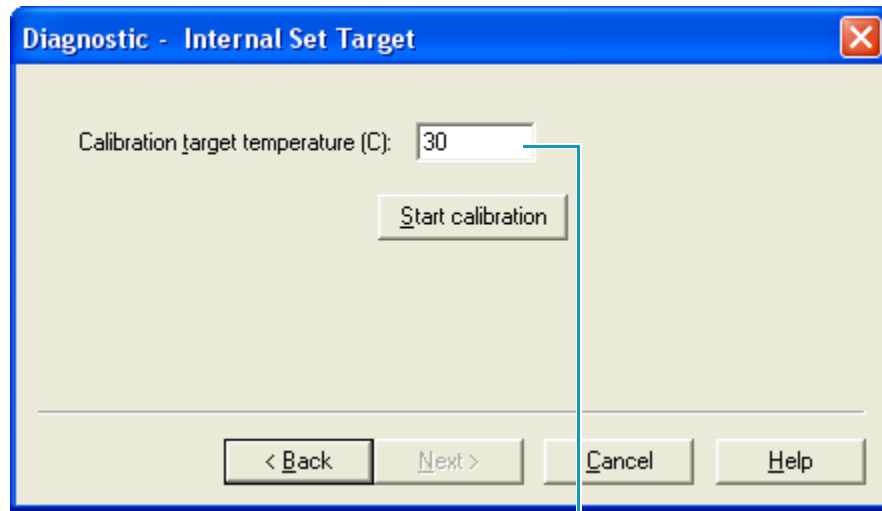 Diagnostic - Internal Set Target
Calibration target temperature (C): 30
Start calibration
< Back Next > Cancel Help